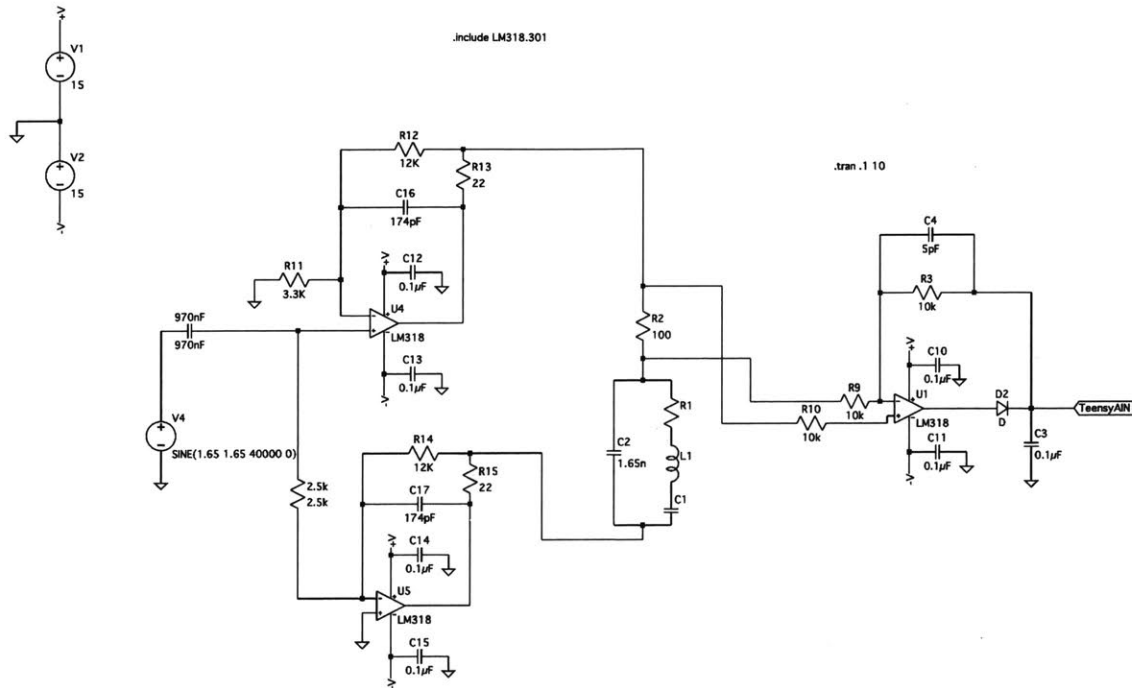 V+
V1
15
V2
15
V-
.include LM318.301
.tran .1 10
R12
12K
R13
22
C16
174pF
R11
3.3K
V+
C12
0.1µF
U4
LM318
C13
0.1µF
V-
970nF
970nF
V4
SINE(1.65 1.65 40000 0)
2.5k
2.5k
R14
12K
R15
22
C17
174pF
V+
C14
0.1µF
U5
LM318
C15
0.1µF
V-
R2
100
C2
1.65n
R1
L1
C1
C4
5pF
R3
10k
R9
10k
R10
10k
V+
C10
0.1µF
U1
LM318
C11
0.1µF
V-
D2
D
TeensyAIN
C3
0.1µF